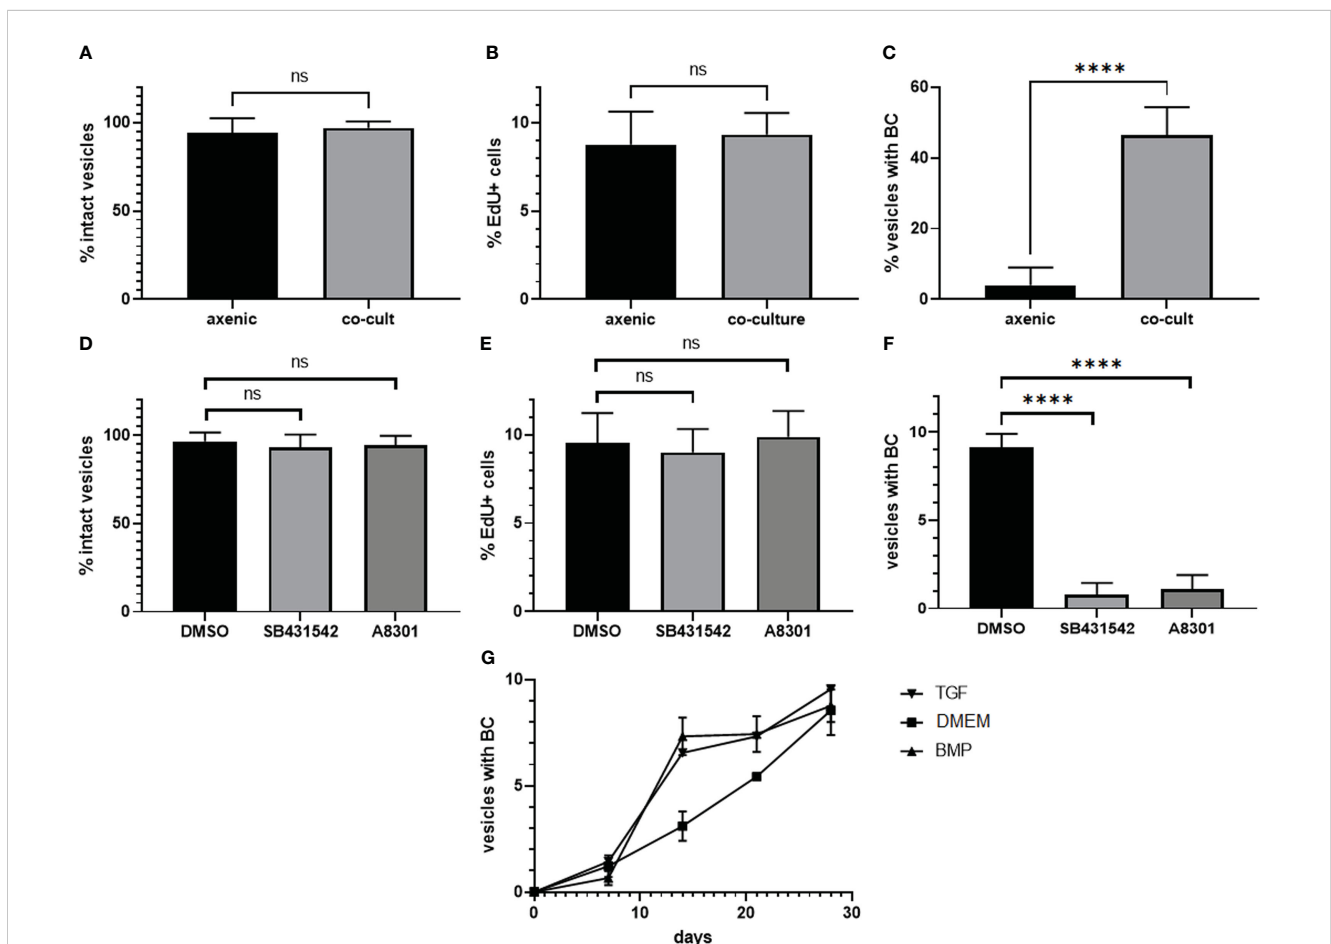 A
B
C
ns
ns
****
% intact vesicles
100
50
0
axenic
co-cult
% EdU+ cells
10
5
0
axenic
co-culture
% vesicles with BC
60
40
20
0
axenic
co-cult
D
E
F
ns
ns
ns
ns
****
****
% intact vesicles
100
50
0
DMSO
SB431542
A8301
% EdU+ cells
10
5
0
DMSO
SB431542
A8301
vesicles with BC
10
5
0
DMSO
SB431542
A8301
G
vesicles with BC
10
5
0
0
10
20
30
days
TGF
DMEM
BMP